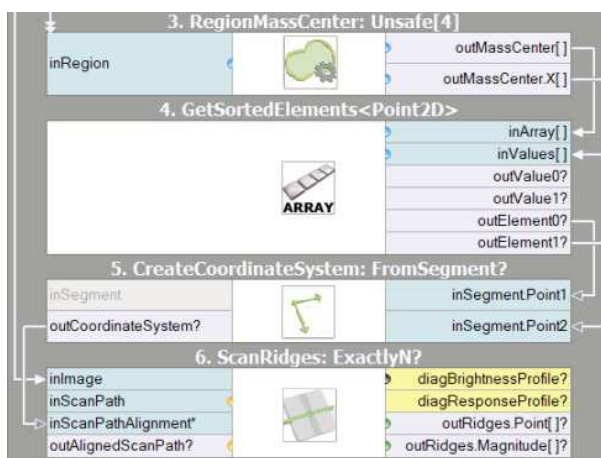 3. RegionMassCenter: Unsafe[4]
inRegion
outMassCenter[]
outMassCenter.X[]
4. GetSortedElements<Point2D>
inArray[]
inValues[]
outValue0?
outValue1?
outElement0?
outElement1?
ARRAY
5. CreateCoordinateSystem: FromSegment?
inSegment
outCoordinateSystem?
inSegment.Point1
inSegment.Point2
6. ScanRidges: ExactlyN?
inImage
inScanPath
inScanPathAlignment*
outAlignedScanPath?
diagBrightnessProfile?
diagResponseProfile?
outRidges.Point[]?
outRidges.Magnitude[]?